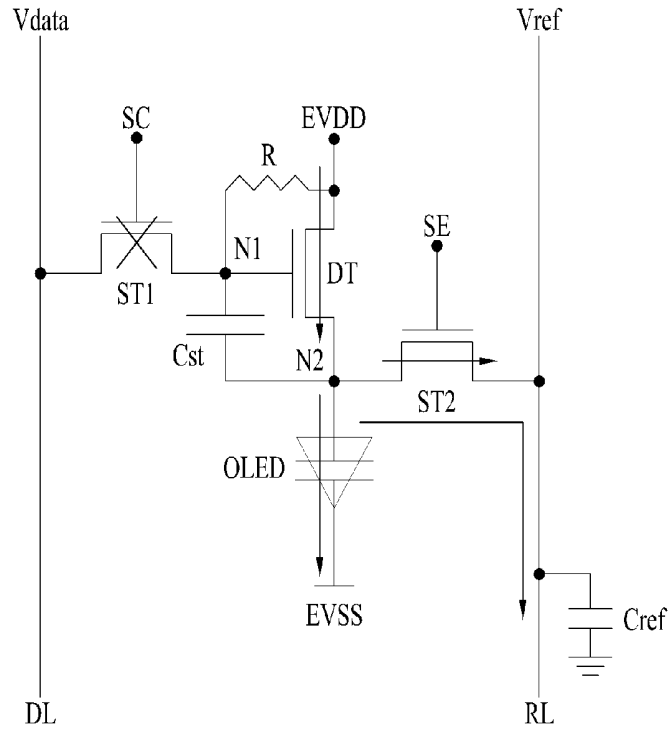 Vdata
Vref
SC
EVDD
R
SE
N1
DT
ST1
Cst
N2
ST2
OLED
EVSS
Cref
DL
RL